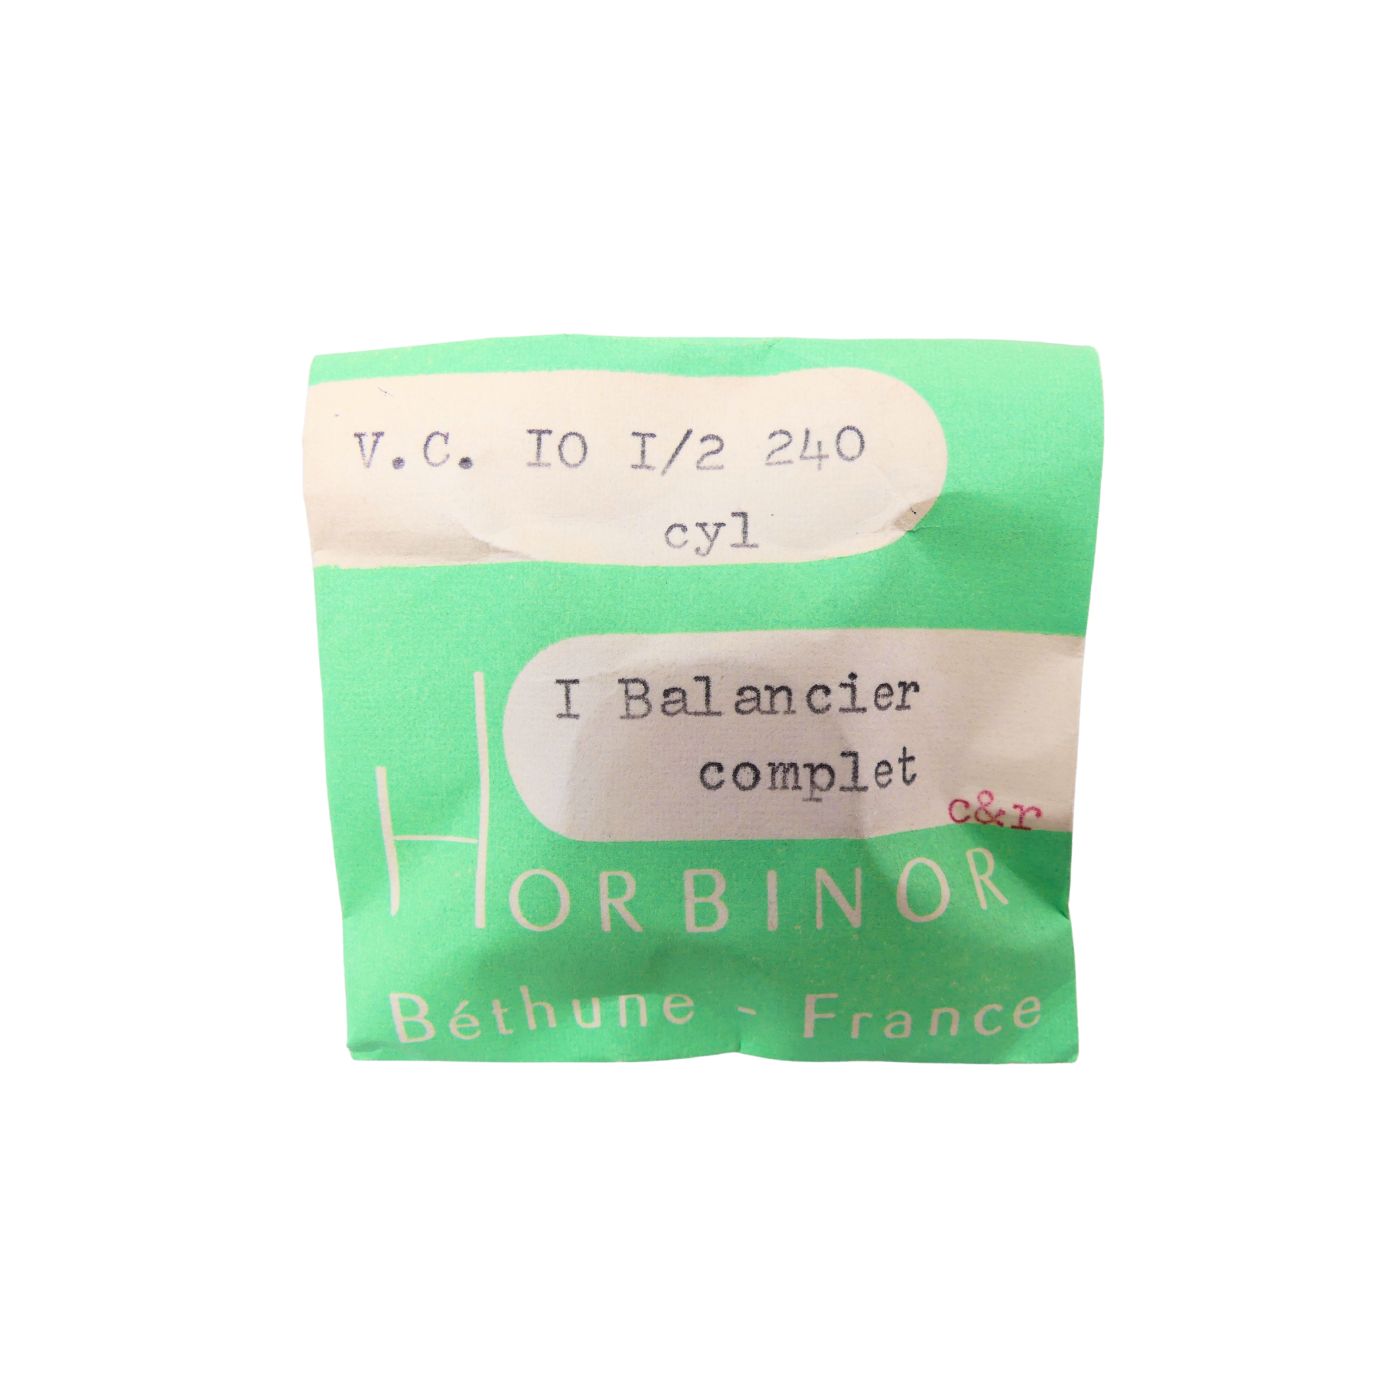 V.C. IO I/2 240
cyl
I Balancier
complet
c&r
HORBINOR
Béthune - France